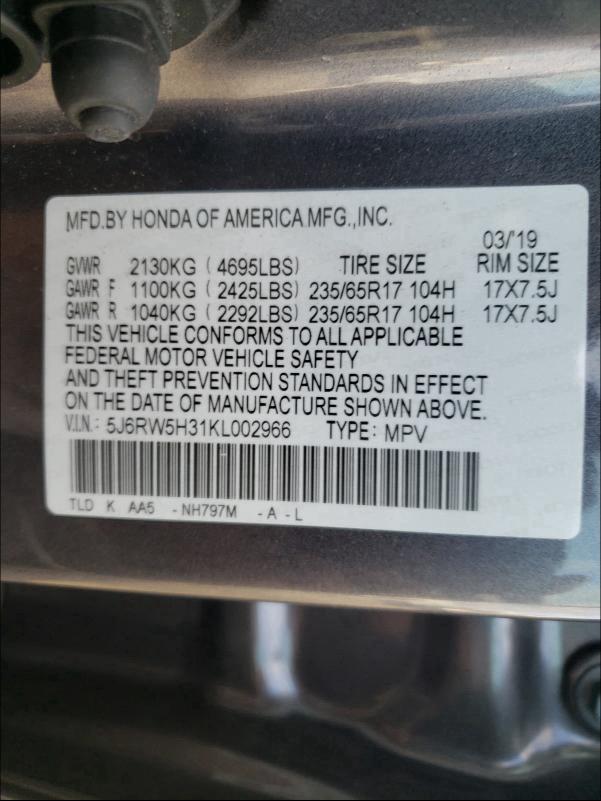 MFD.BY HONDA OF AMERICA MFG.,INC.
03/'19
GVWR 2130KG (4695LBS) TIRE SIZE RIM SIZE
GAWR F 1100KG (2425LBS) 235/65R17 104H 17X7.5J
GAWR R 1040KG (2292LBS) 235/65R17 104H 17X7.5J
THIS VEHICLE CONFORMS TO ALL APPLICABLE
FEDERAL MOTOR VEHICLE SAFETY
AND THEFT PREVENTION STANDARDS IN EFFECT
ON THE DATE OF MANUFACTURE SHOWN ABOVE.
V.I.N.: 5J6RW5H31KL002966 TYPE: MPV
TLD K AA5 -NH797M -A -L